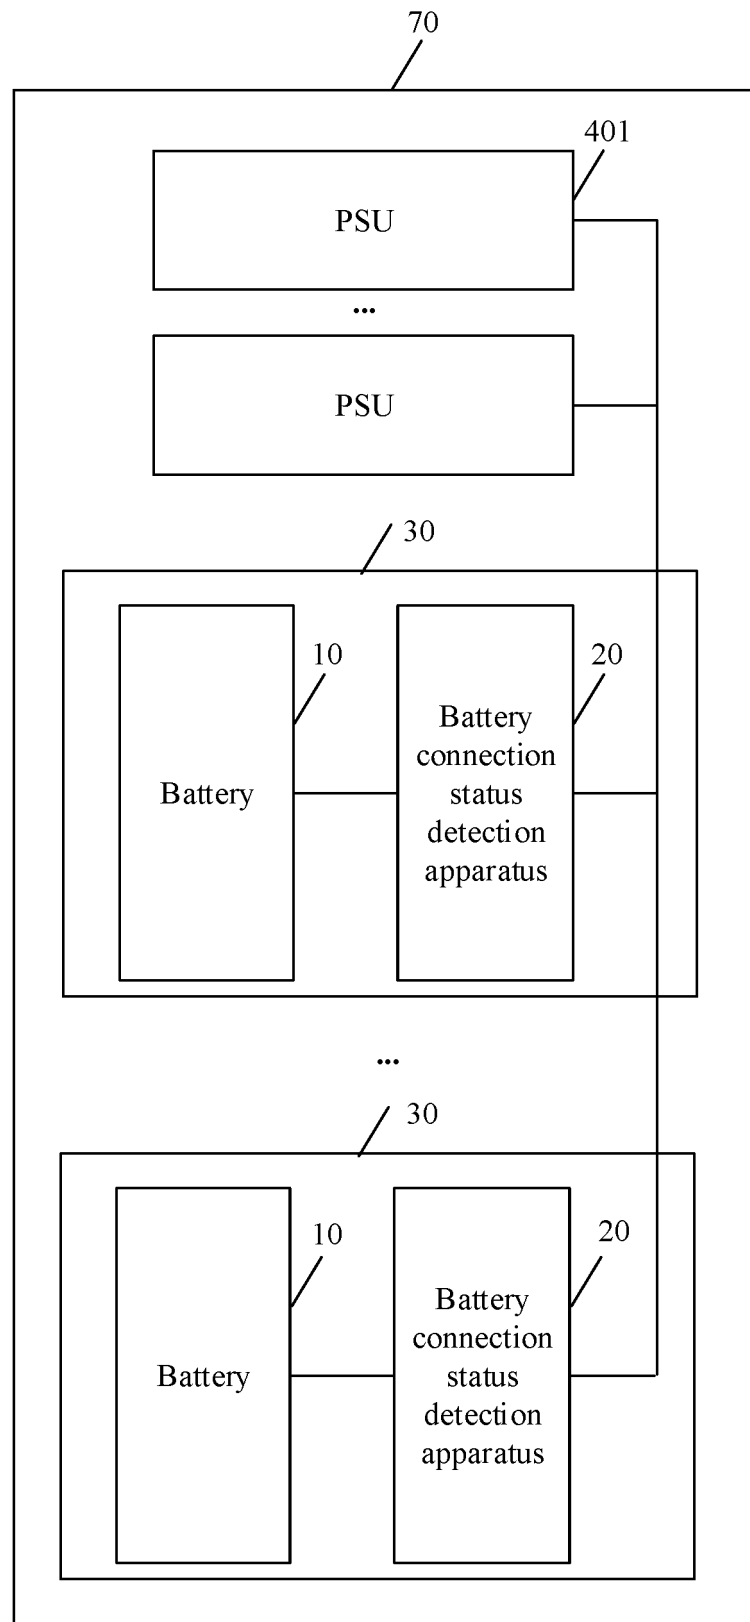 70
401
PSU
...
PSU
30
10
20
Battery
Battery
connection
status
detection
apparatus
...
30
10
20
Battery
Battery
connection
status
detection
apparatus